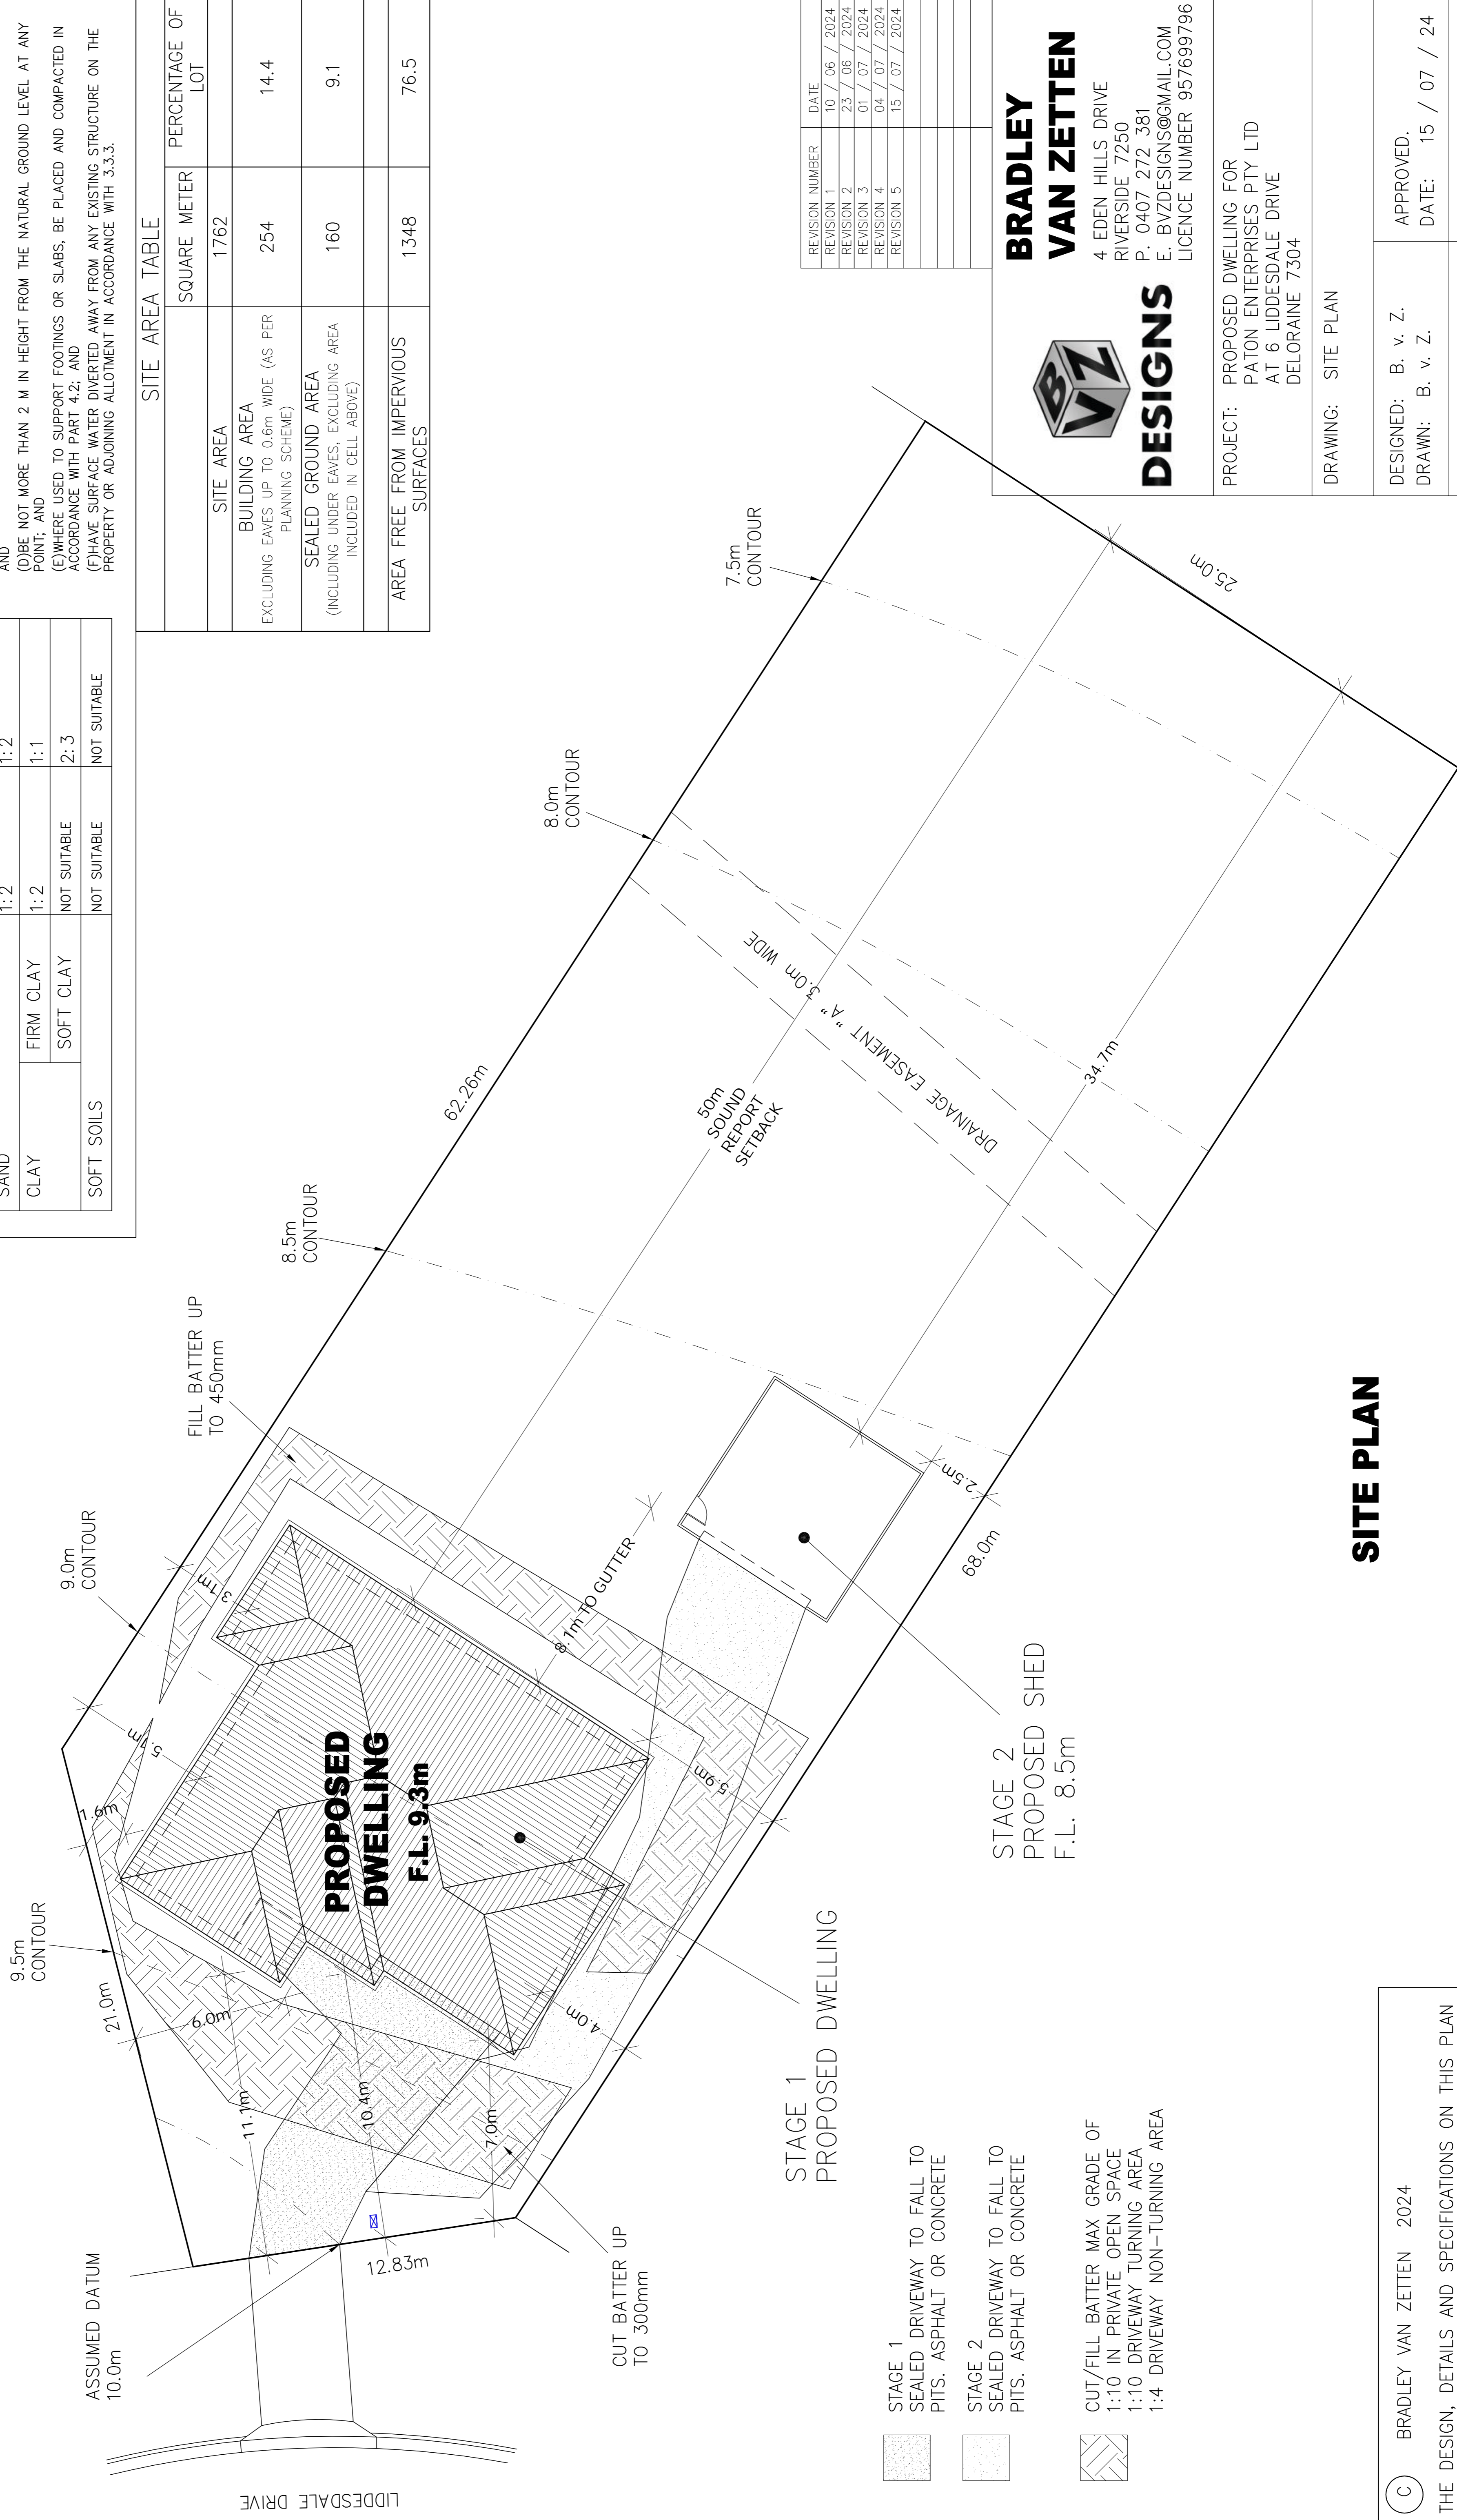 AND
(D)BE NOT MORE THAN 2 M IN HEIGHT FROM THE NATURAL GROUND LEVEL AT ANY
POINT; AND
(E)WHERE USED TO SUPPORT FOOTINGS OR SLABS, BE PLACED AND COMPACTED IN
ACCORDANCE WITH PART 4.2; AND
(F)HAVE SURFACE WATER DIVERTED AWAY FROM ANY EXISTING STRUCTURE ON THE
PROPERTY OR ADJOINING ALLOTMENT IN ACCORDANCE WITH 3.3.3.
SAND 1:2 1:2
CLAY FIRM CLAY 1:2 1:1
SOFT CLAY NOT SUITABLE 2:3
SOFT SOILS NOT SUITABLE NOT SUITABLE
SITE AREA TABLE
SQUARE METER PERCENTAGE OF
LOT
SITE AREA 1762
BUILDING AREA 254 14.4
EXCLUDING EAVES UP TO 0.6m WIDE (AS PER
PLANNING SCHEME)
SEALED GROUND AREA 160 9.1
(INCLUDING UNDER EAVES, EXCLUDING AREA
INCLUDED IN CELL ABOVE)
AREA FREE FROM IMPERVIOUS 1348 76.5
SURFACES
LIDDESDALE DRIVE
ASSUMED DATUM
10.0m
9.5m
CONTOUR
9.0m
CONTOUR
FILL BATTER UP
TO 450mm
8.5m
CONTOUR
8.0m
CONTOUR
7.5m
CONTOUR
21.0m
62.26m
25.0m
68.0m
12.83m
1.6m
5.1m
3.1m
6.0m
11.1m
10.4m
7.0m
4.0m
5.9m
8.1m TO GUTTER
2.5m
34.7m
50m
SOUND
REPORT
SETBACK
DRAINAGE EASEMENT "A" 3.0m WIDE
PROPOSED
DWELLING
F.L. 9.3m
CUT BATTER UP
TO 300mm
STAGE 1
PROPOSED DWELLING
STAGE 2
PROPOSED SHED
F.L. 8.5m
STAGE 1
SEALED DRIVEWAY TO FALL TO
PITS. ASPHALT OR CONCRETE
STAGE 2
SEALED DRIVEWAY TO FALL TO
PITS. ASPHALT OR CONCRETE
CUT/FILL BATTER MAX GRADE OF
1:10 IN PRIVATE OPEN SPACE
1:10 DRIVEWAY TURNING AREA
1:4 DRIVEWAY NON-TURNING AREA
SITE PLAN
REVISION NUMBER DATE
REVISION 1 10 / 06 / 2024
REVISION 2 23 / 06 / 2024
REVISION 3 01 / 07 / 2024
REVISION 4 04 / 07 / 2024
REVISION 5 15 / 07 / 2024
BVZ
DESIGNS
BRADLEY
VAN ZETTEN
4 EDEN HILLS DRIVE
RIVERSIDE 7250
P. 0407 272 381
E. BVZDESIGNS@GMAIL.COM
LICENCE NUMBER 957699796
PROJECT: PROPOSED DWELLING FOR
PATON ENTERPRISES PTY LTD
AT 6 LIDDESDALE DRIVE
DELORAINE 7304
DRAWING: SITE PLAN
DESIGNED: B. v. Z. APPROVED.
DRAWN: B. v. Z. DATE: 15 / 07 / 24
C BRADLEY VAN ZETTEN 2024
THE DESIGN, DETAILS AND SPECIFICATIONS ON THIS PLAN